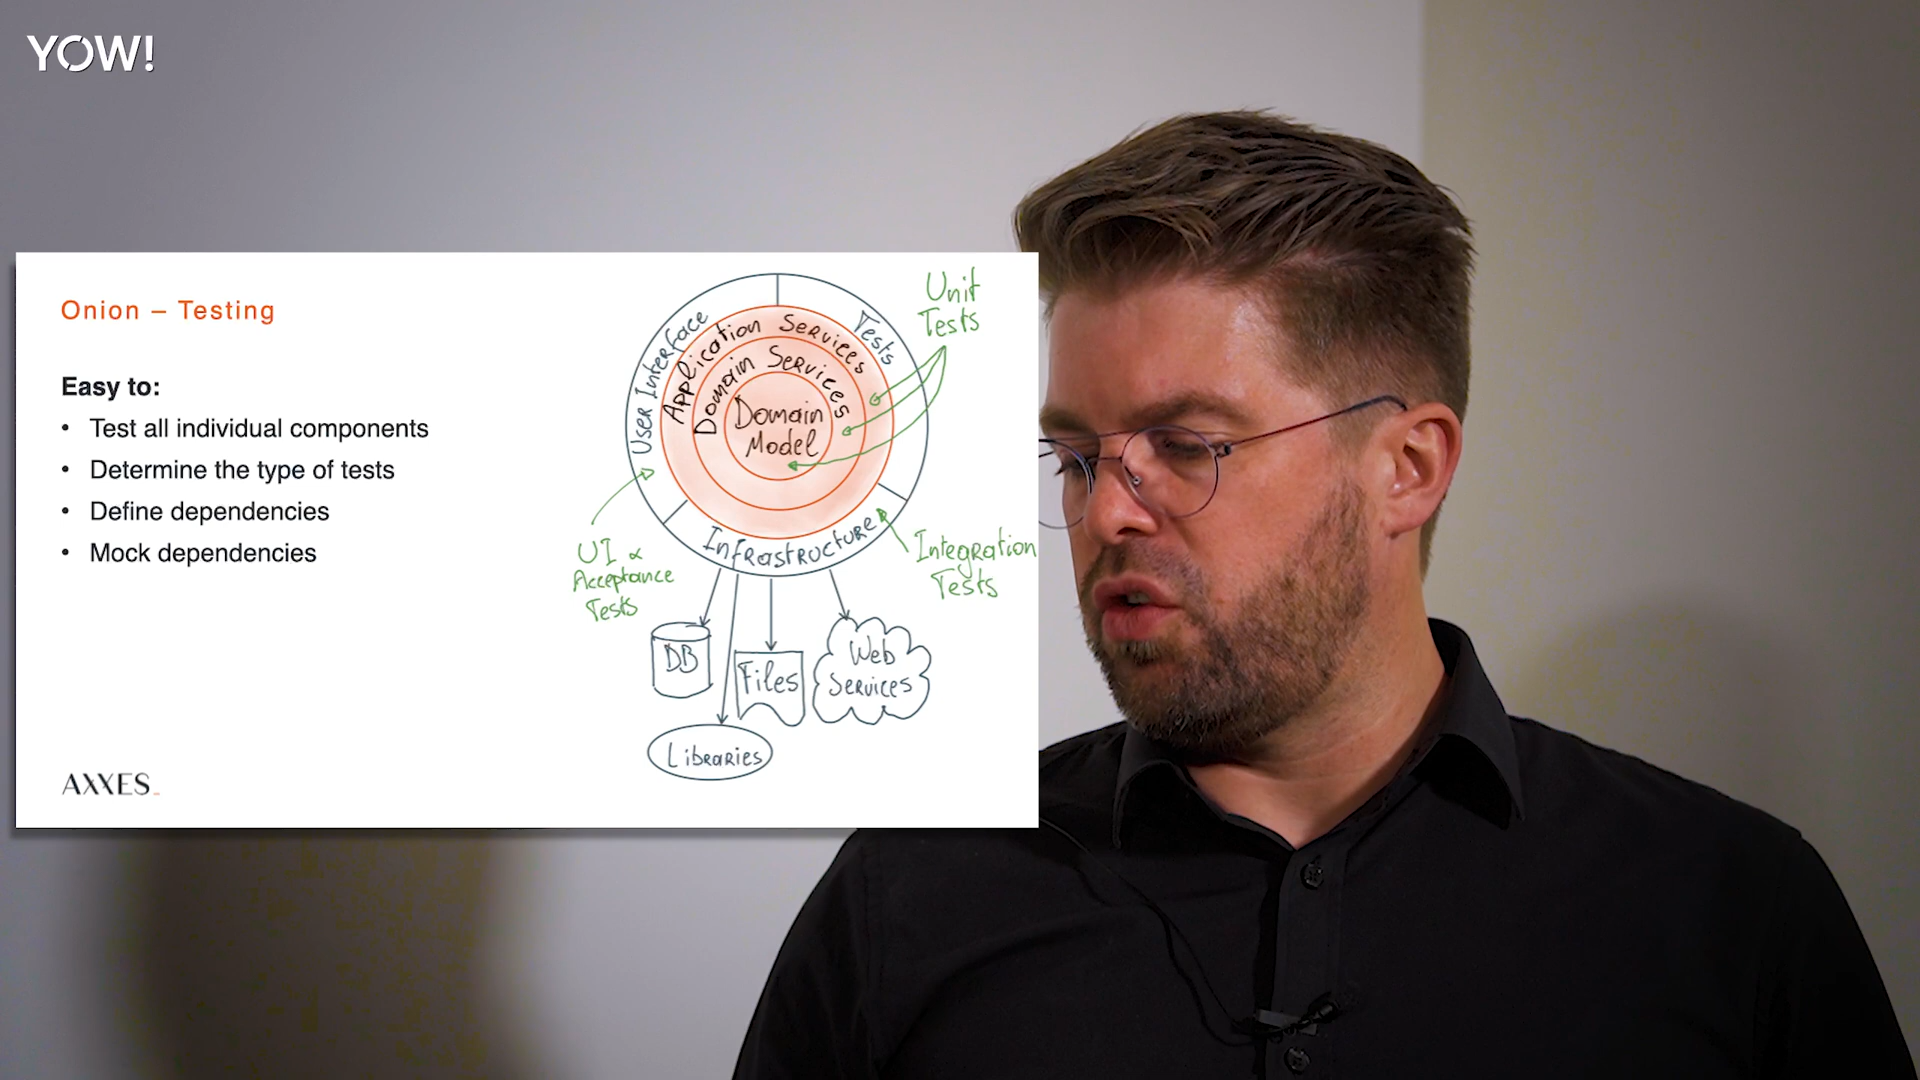 YOW!
Onion – Testing
Easy to:
• Test all individual components
• Determine the type of tests
• Define dependencies
• Mock dependencies
AXXES_
User Interface
Tests
Application Services
Domain Services
Domain
Model
Infrastructure
Unit
Tests
UI &
Acceptance
Tests
Integration
Tests
DB
Files
Web
Services
Libraries